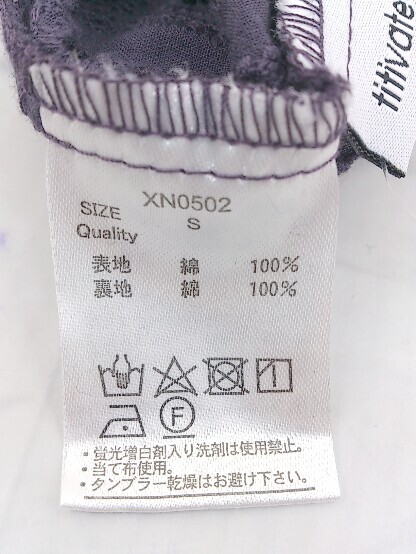 titivate
XN0502
SIZE S
Quality
表地 綿 100%
裏地 綿 100%
F
・蛍光増白剤入り洗剤は使用禁止。
・当て布使用。
・タンブラー乾燥はお避け下さい。